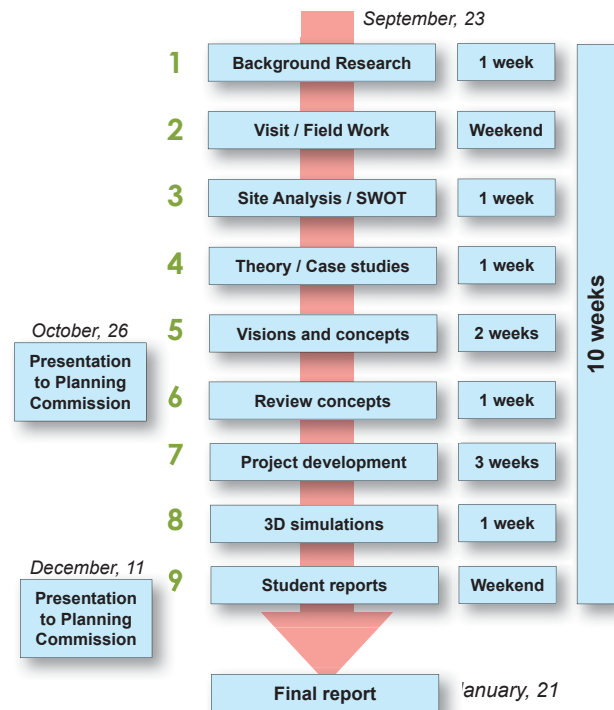 September, 23
1 Background Research 1 week
2 Visit / Field Work Weekend
3 Site Analysis / SWOT 1 week
4 Theory / Case studies 1 week
October, 26
Presentation
to Planning
Commission
5 Visions and concepts 2 weeks
6 Review concepts 1 week
7 Project development 3 weeks
8 3D simulations 1 week
December, 11
Presentation
to Planning
Commission
9 Student reports Weekend
10 weeks
Final report January, 21